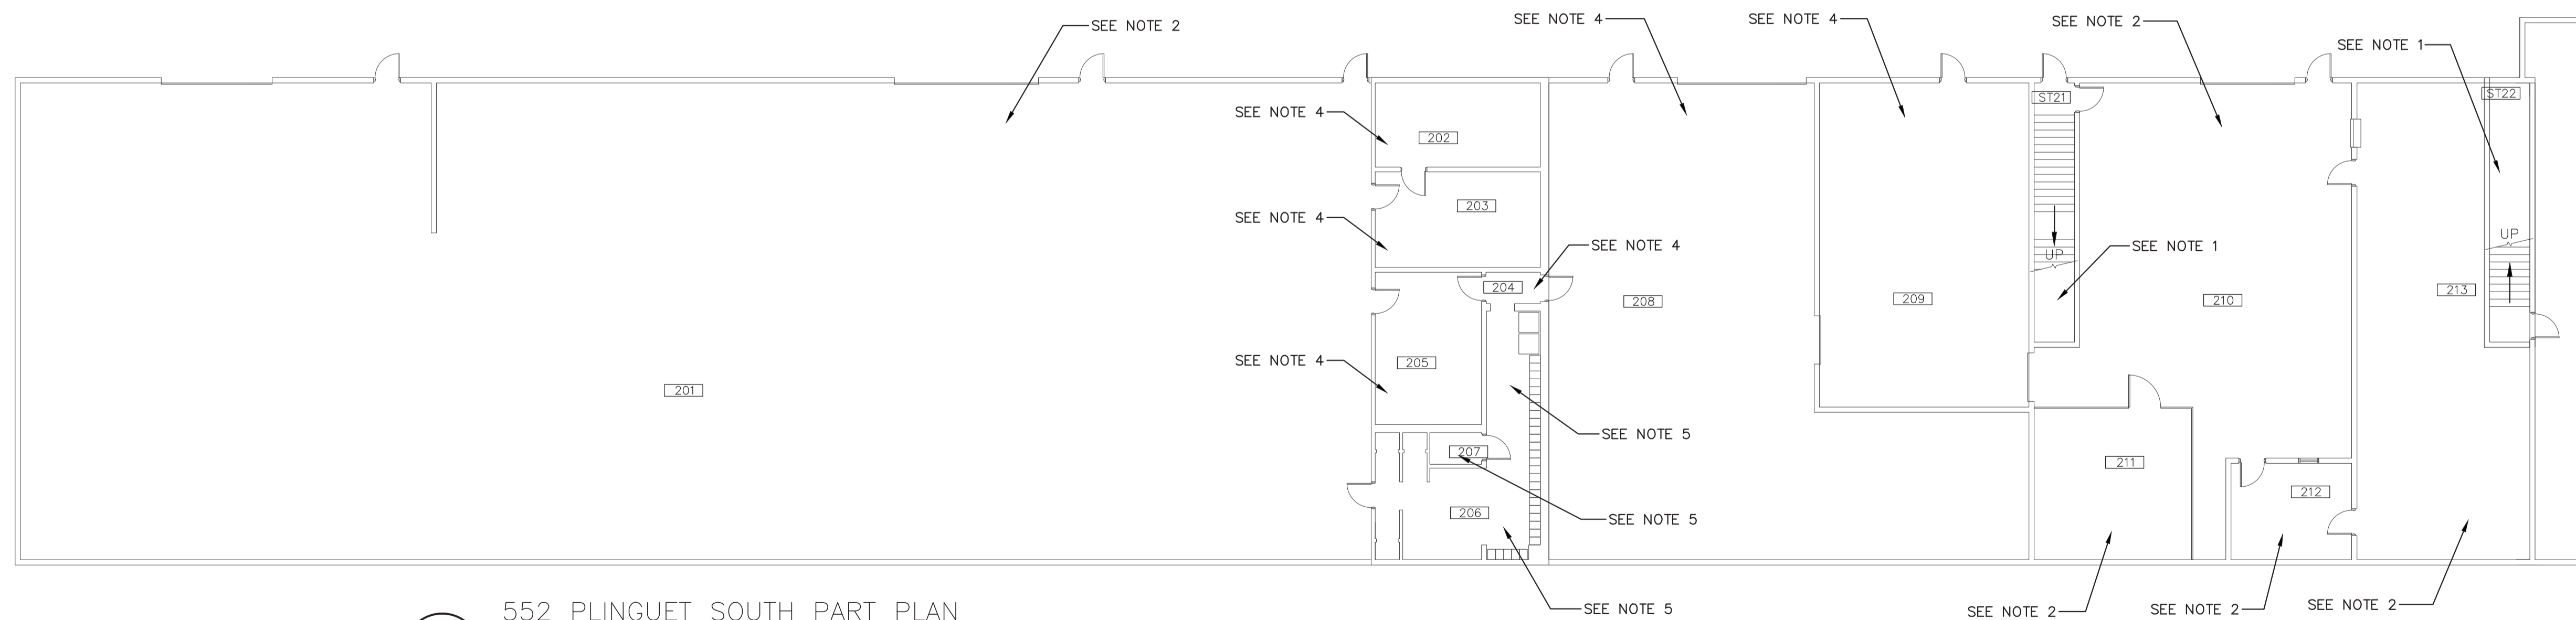 SEE NOTE 2
SEE NOTE 4
SEE NOTE 4
SEE NOTE 2
SEE NOTE 1
ST21
ST22
SEE NOTE 4
202
203
SEE NOTE 4
SEE NOTE 4
SEE NOTE 1
UP
UP
204
208
209
210
213
SEE NOTE 4
205
201
SEE NOTE 5
207
211
212
206
SEE NOTE 5
SEE NOTE 5
SEE NOTE 2
SEE NOTE 2
SEE NOTE 2
552 PLINGUET SOUTH PART PLAN